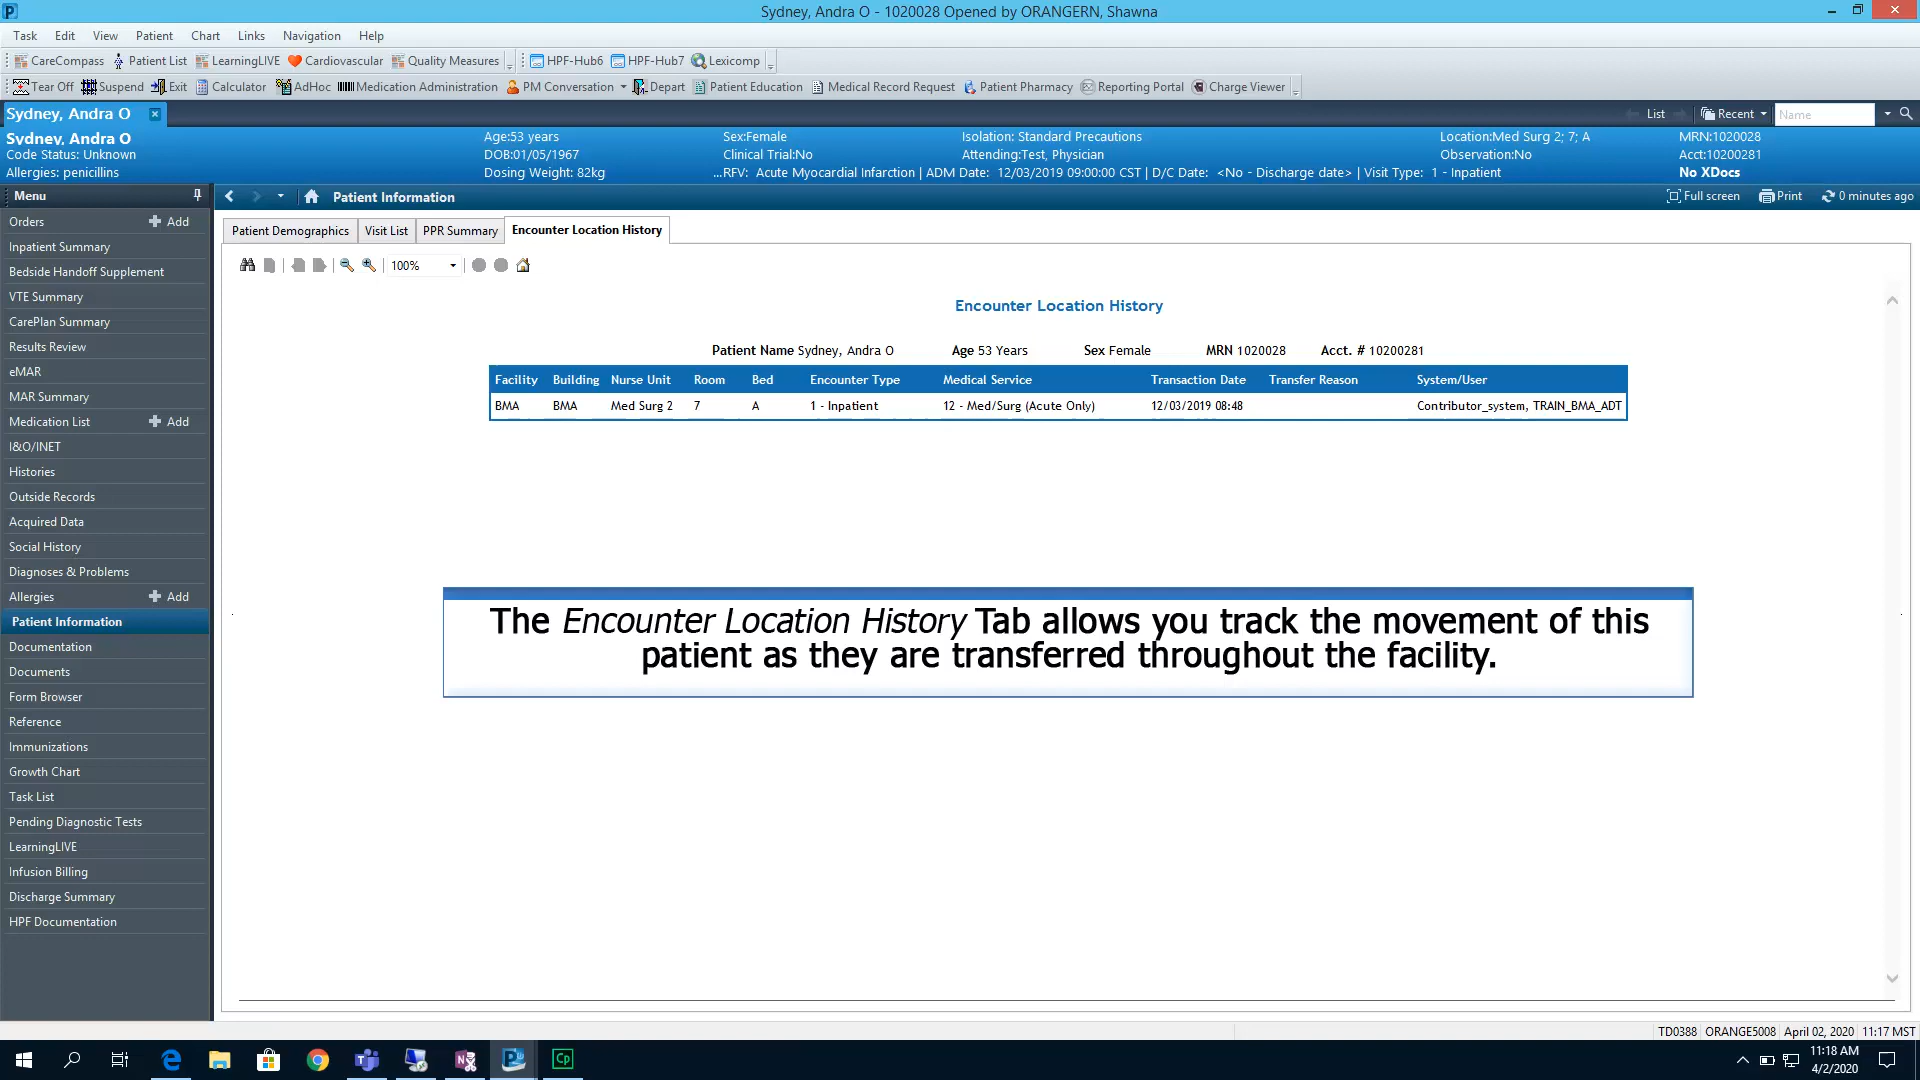 Sydney, Andra O - 1020028 Opened by ORANGERN, Shawna
Task Edit View Patient Chart Links Navigation Help
CareCompass Patient List LearningLIVE Cardiovascular Quality Measures HPF-Hub6 HPF-Hub7 Lexicomp
Tear Off Suspend Exit Calculator AdHoc Medication Administration PM Conversation Depart Patient Education Medical Record Request Patient Pharmacy Reporting Portal Charge Viewer
Sydney, Andra O List Recent Name
Sydney, Andra O Age:53 years Sex:Female Isolation: Standard Precautions Location:Med Surg 2; 7; A MRN:1020028
Code Status: Unknown DOB:01/05/1967 Clinical Trial:No Attending:Test, Physician Observation:No Acct:10200281
Allergies: penicillins Dosing Weight: 82kg ...RFV: Acute Myocardial Infarction | ADM Date: 12/03/2019 09:00:00 CST | D/C Date: <No - Discharge date> | Visit Type: 1 - Inpatient No XDocs
Menu Patient Information Full screen Print 0 minutes ago
Orders Add
Inpatient Summary
Bedside Handoff Supplement
VTE Summary
CarePlan Summary
Results Review
eMAR
MAR Summary
Medication List Add
I&O/INET
Histories
Outside Records
Acquired Data
Social History
Diagnoses & Problems
Allergies Add
Patient Information
Documentation
Documents
Form Browser
Reference
Immunizations
Growth Chart
Task List
Pending Diagnostic Tests
LearningLIVE
Infusion Billing
Discharge Summary
HPF Documentation
Patient Demographics Visit List PPR Summary Encounter Location History
100%
Encounter Location History
Patient Name Sydney, Andra O Age 53 Years Sex Female MRN 1020028 Acct. # 10200281
Facility Building Nurse Unit Room Bed Encounter Type Medical Service Transaction Date Transfer Reason System/User
BMA BMA Med Surg 2 7 A 1 - Inpatient 12 - Med/Surg (Acute Only) 12/03/2019 08:48 Contributor_system, TRAIN_BMA_ADT
The Encounter Location History Tab allows you track the movement of this
patient as they are transferred throughout the facility.
TD0388 ORANGE5008 April 02, 2020 11:17 MST
Cp
11:18 AM
4/2/2020